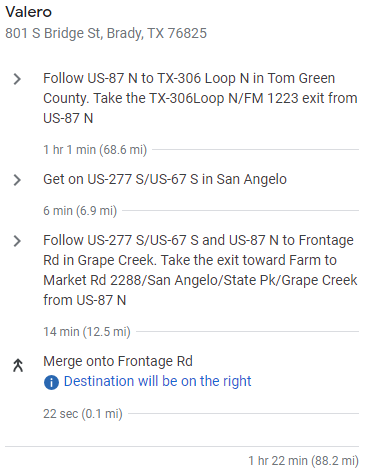 Valero
801 S Bridge St, Brady, TX 76825
Follow US-87 N to TX-306 Loop N in Tom Green
County. Take the TX-306Loop N/FM 1223 exit from
US-87 N
1 hr 1 min (68.6 mi)
Get on US-277 S/US-67 S in San Angelo
6 min (6.9 mi)
Follow US-277 S/US-67 S and US-87 N to Frontage
Rd in Grape Creek. Take the exit toward Farm to
Market Rd 2288/San Angelo/State Pk/Grape Creek
from US-87 N
14 min (12.5 mi)
Merge onto Frontage Rd
Destination will be on the right
22 sec (0.1 mi)
1 hr 22 min (88.2 mi)